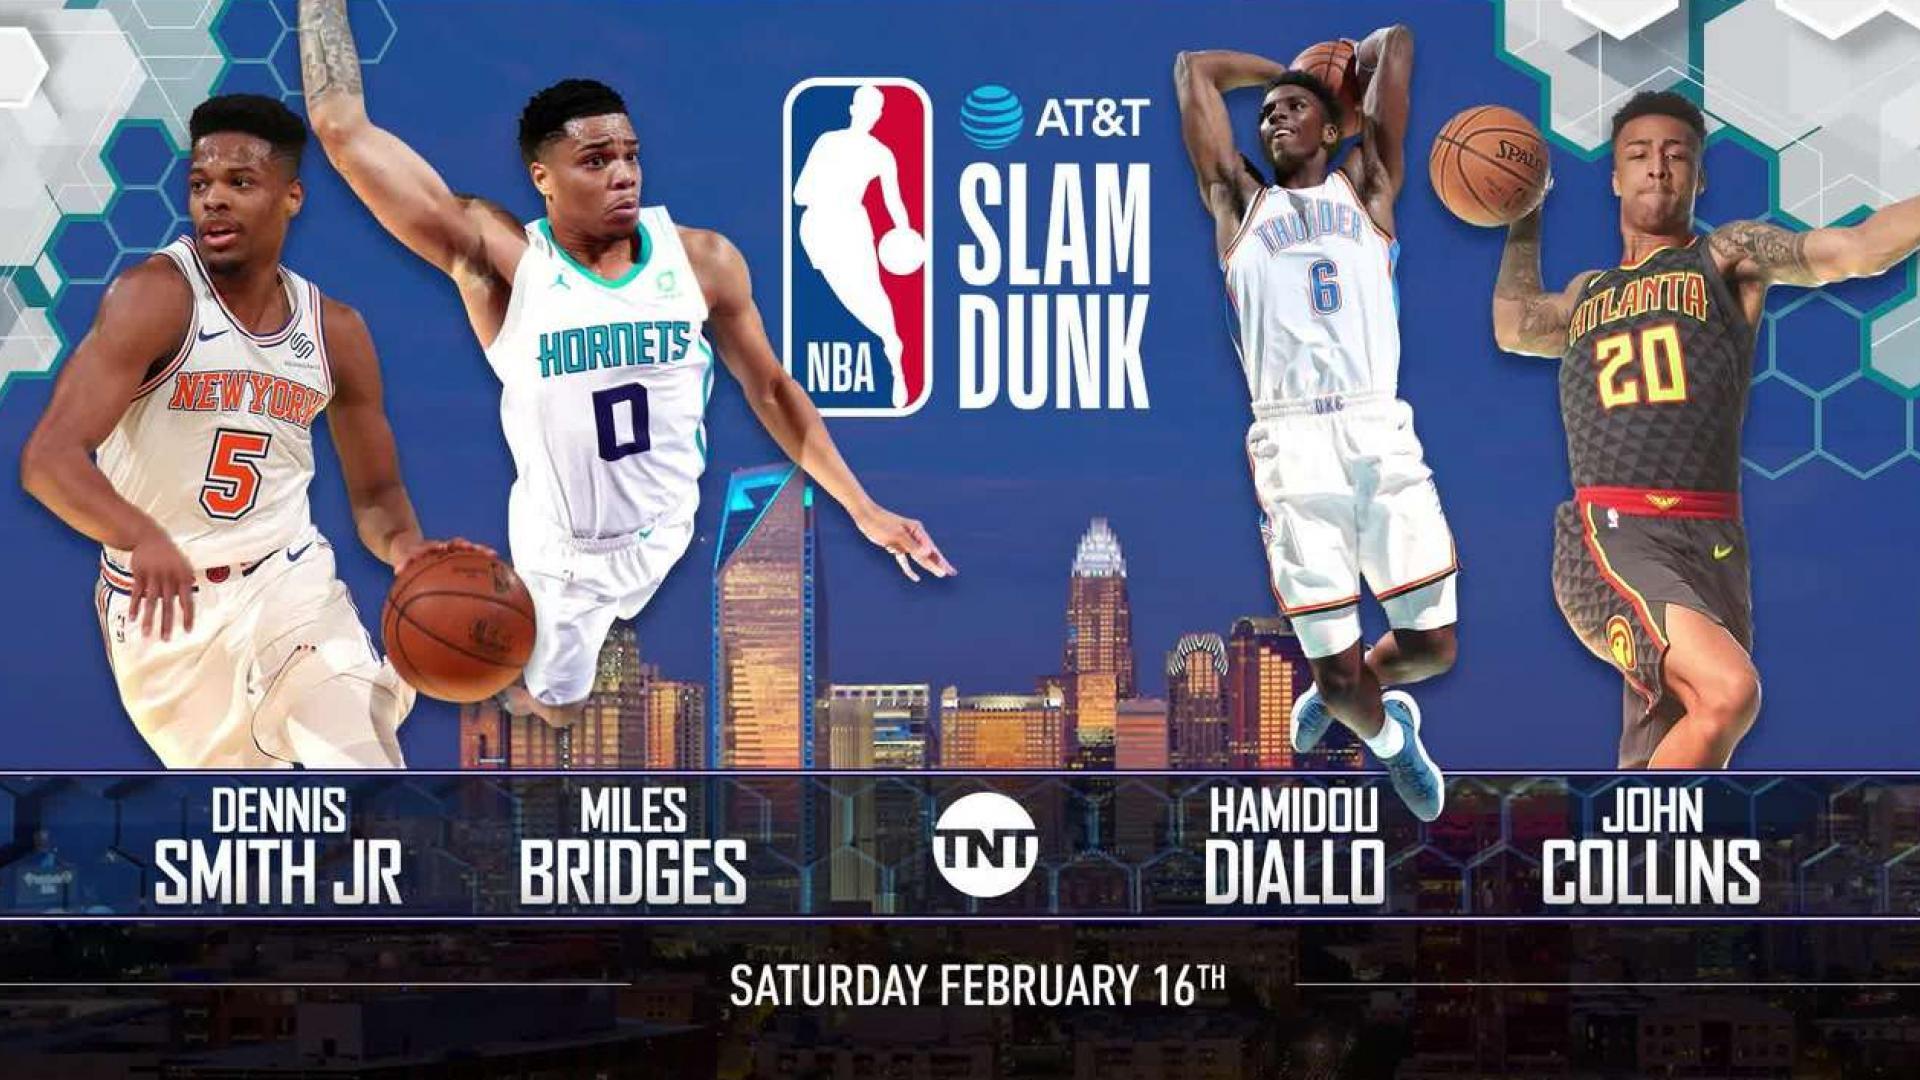 AT&T
SLAM
DUNK
NBA
NEW YORK
5
HORNETS
0
THUNDER
6
OKC
SPALD
ATLANTA
20
DENNIS
SMITH JR
MILES
BRIDGES
TNT
HAMIDOU
DIALLO
JOHN
COLLINS
SATURDAY FEBRUARY 16TH